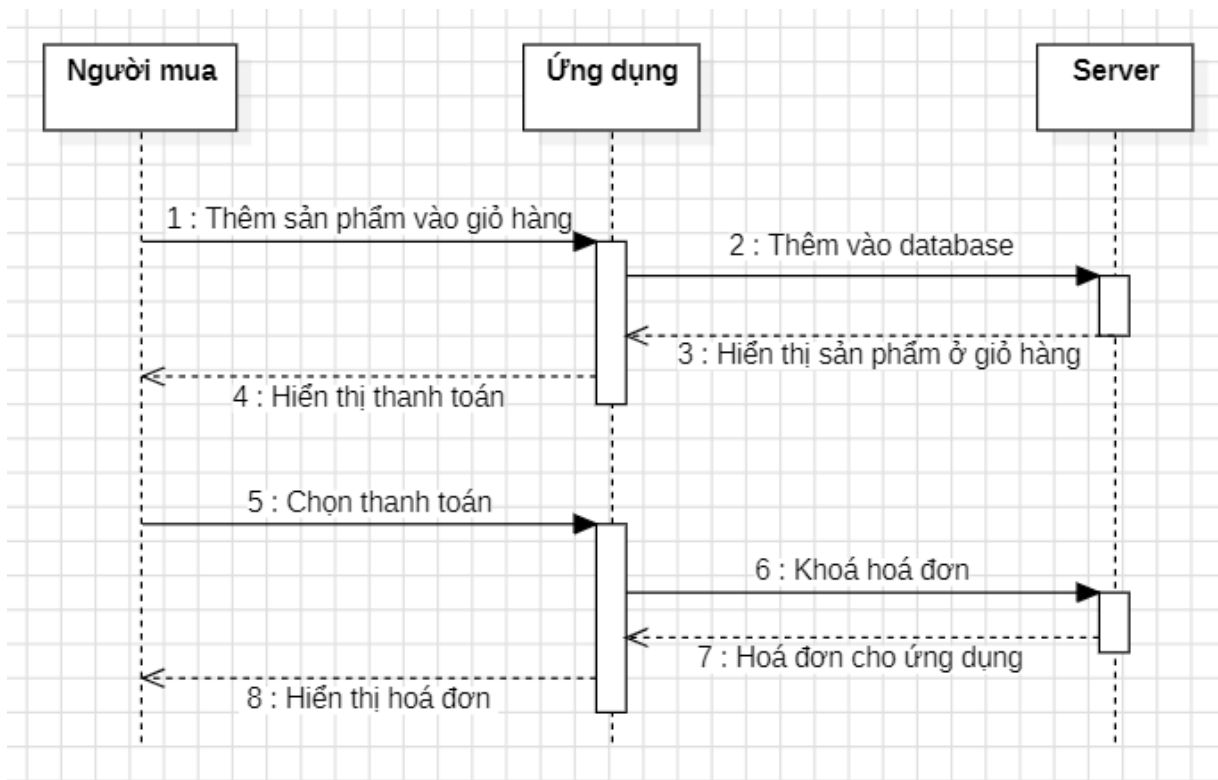 Người mua
Ứng dụng
Server
1 : Thêm sản phẩm vào giỏ hàng
2 : Thêm vào database
3 : Hiển thị sản phẩm ở giỏ hàng
4 : Hiển thị thanh toán
5 : Chọn thanh toán
6 : Khoá hoá đơn
7 : Hoá đơn cho ứng dụng
8 : Hiển thị hoá đơn